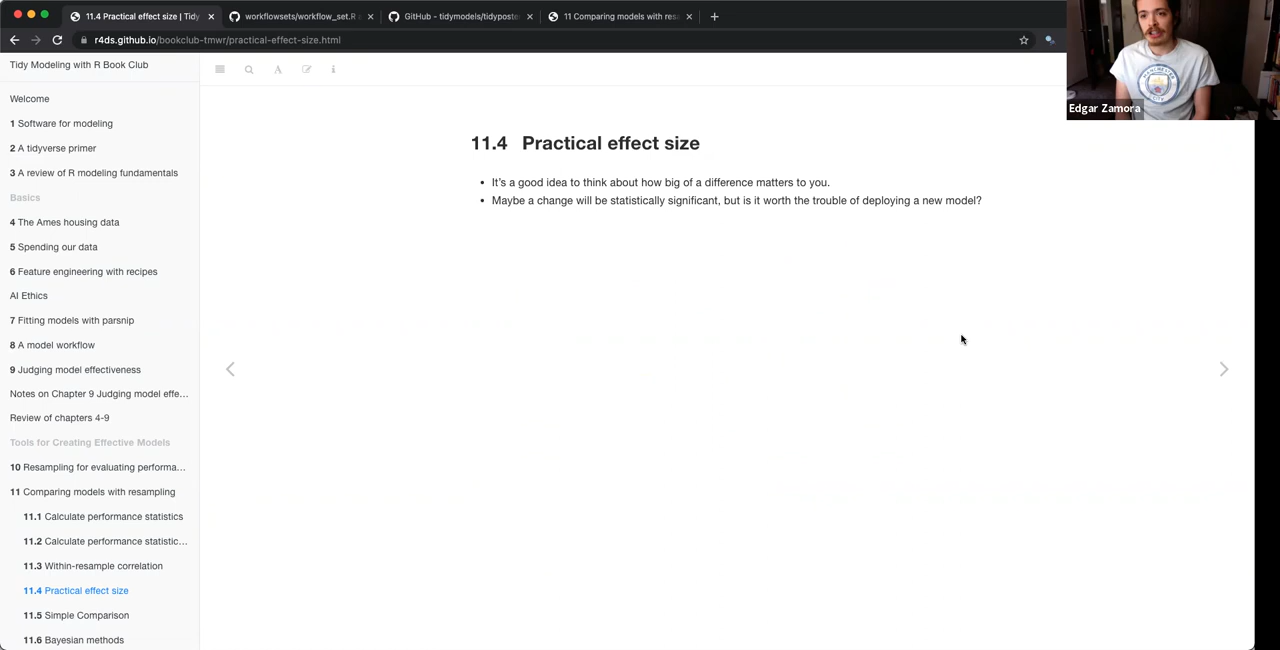 11.4 Practical effect size | Tidy
workflowsets/workflow_set.R a
GitHub - tidymodels/tidyposte
11 Comparing models with resa
r4ds.github.io/bookclub-tmwr/practical-effect-size.html
Tidy Modeling with R Book Club
Welcome
1 Software for modeling
2 A tidyverse primer
3 A review of R modeling fundamentals
Basics
4 The Ames housing data
5 Spending our data
6 Feature engineering with recipes
AI Ethics
7 Fitting models with parsnip
8 A model workflow
9 Judging model effectiveness
Notes on Chapter 9 Judging model effe...
Review of chapters 4-9
Tools for Creating Effective Models
10 Resampling for evaluating performa...
11 Comparing models with resampling
11.1 Calculate performance statistics
11.2 Calculate performance statistic...
11.3 Within-resample correlation
11.4 Practical effect size
11.5 Simple Comparison
11.6 Bayesian methods
11.4 Practical effect size
• It's a good idea to think about how big of a difference matters to you.
• Maybe a change will be statistically significant, but is it worth the trouble of deploying a new model?
MANCHESTER
CITY
Edgar Zamora